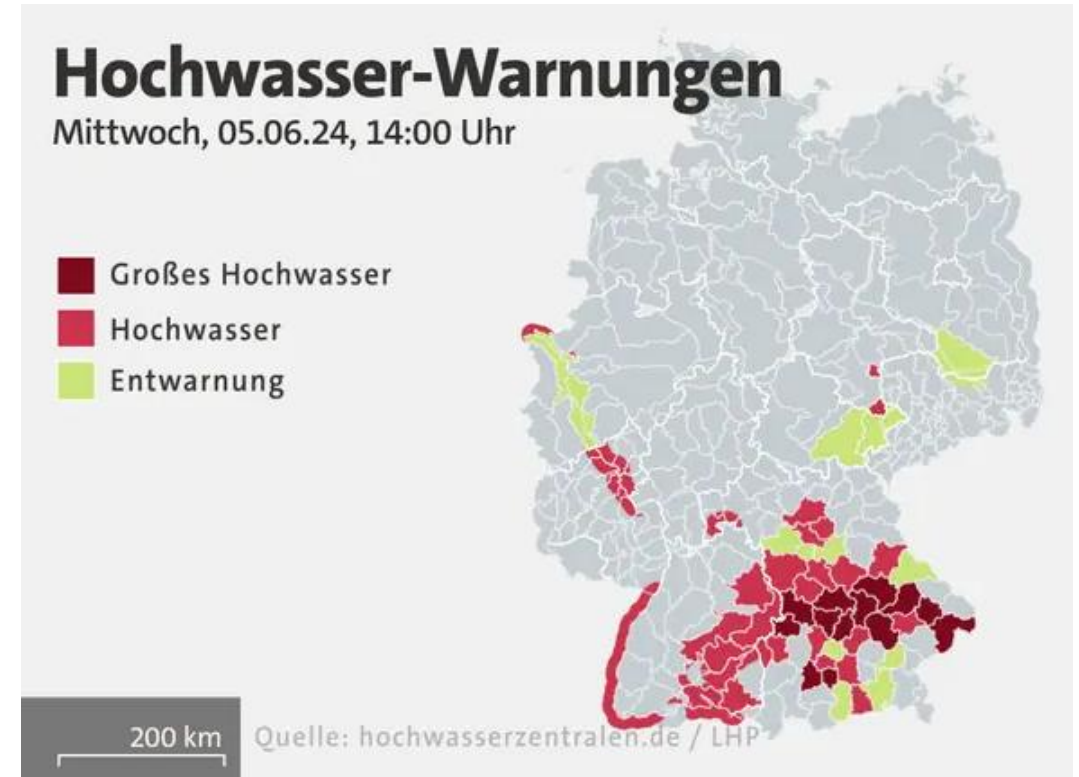 Hochwasser-Warnungen
Mittwoch, 05.06.24, 14:00 Uhr
Großes Hochwasser
Hochwasser
Entwarnung
200 km
Quelle: hochwasserzentralen.de / LHP